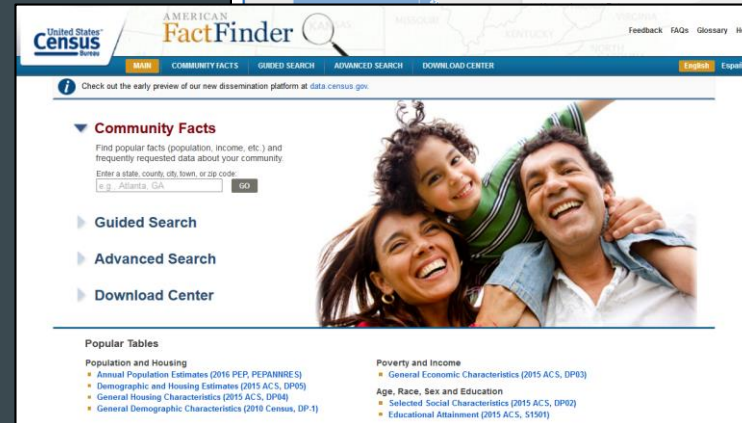 United States®
Census
Bureau
AMERICAN
FactFinder
KANSAS
MISSOURI
KENTUCKY
VIRGINIA
NORTH
Feedback FAQs Glossary
MAIN COMMUNITY FACTS GUIDED SEARCH ADVANCED SEARCH DOWNLOAD CENTER
English
Check out the early preview of our new dissemination platform at data.census.gov.
Community Facts
Find popular facts (population, income, etc.) and
frequently requested data about your community.
Enter a state, county, city, town, or zip code:
e.g., Atlanta, GA GO
Guided Search
Advanced Search
Download Center
Popular Tables
Population and Housing
Annual Population Estimates (2016 PEP, PEPANNRES)
Demographic and Housing Estimates (2015 ACS, DP05)
General Housing Characteristics (2015 ACS, DP04)
General Demographic Characteristics (2010 Census, DP-1)
Poverty and Income
General Economic Characteristics (2015 ACS, DP03)
Age, Race, Sex and Education
Selected Social Characteristics (2015 ACS, DP02)
Educational Attainment (2015 ACS, S1501)